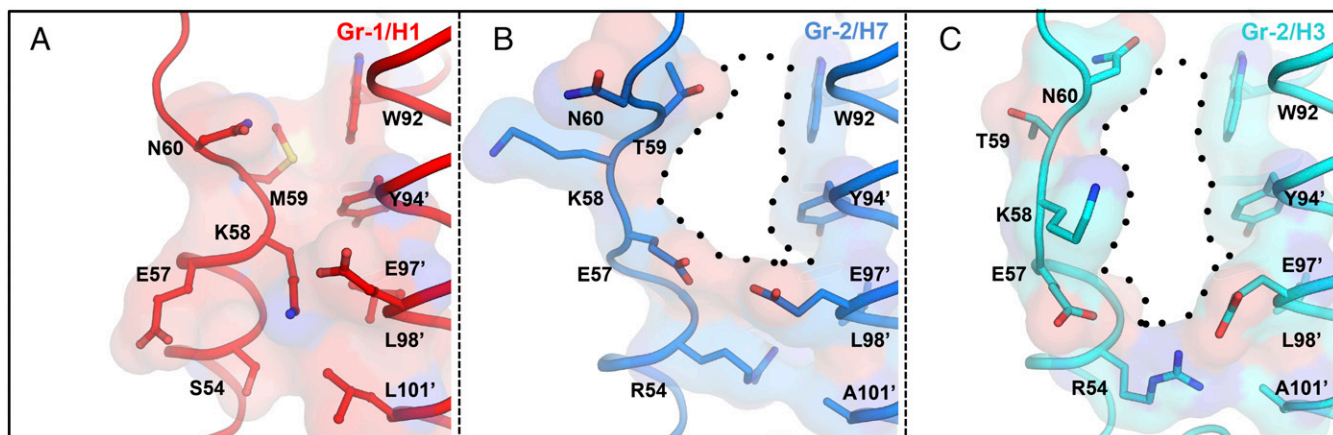 A
Gr-1/H1
W92
N60
M59
Y94'
K58
E57
E97'
L98'
S54
L101'
B
Gr-2/H7
N60
W92
T59
K58
Y94'
E57
E97'
L98'
R54
A101'
C
Gr-2/H3
N60
W92
T59
Y94'
K58
E57
E97'
L98'
R54
A101'